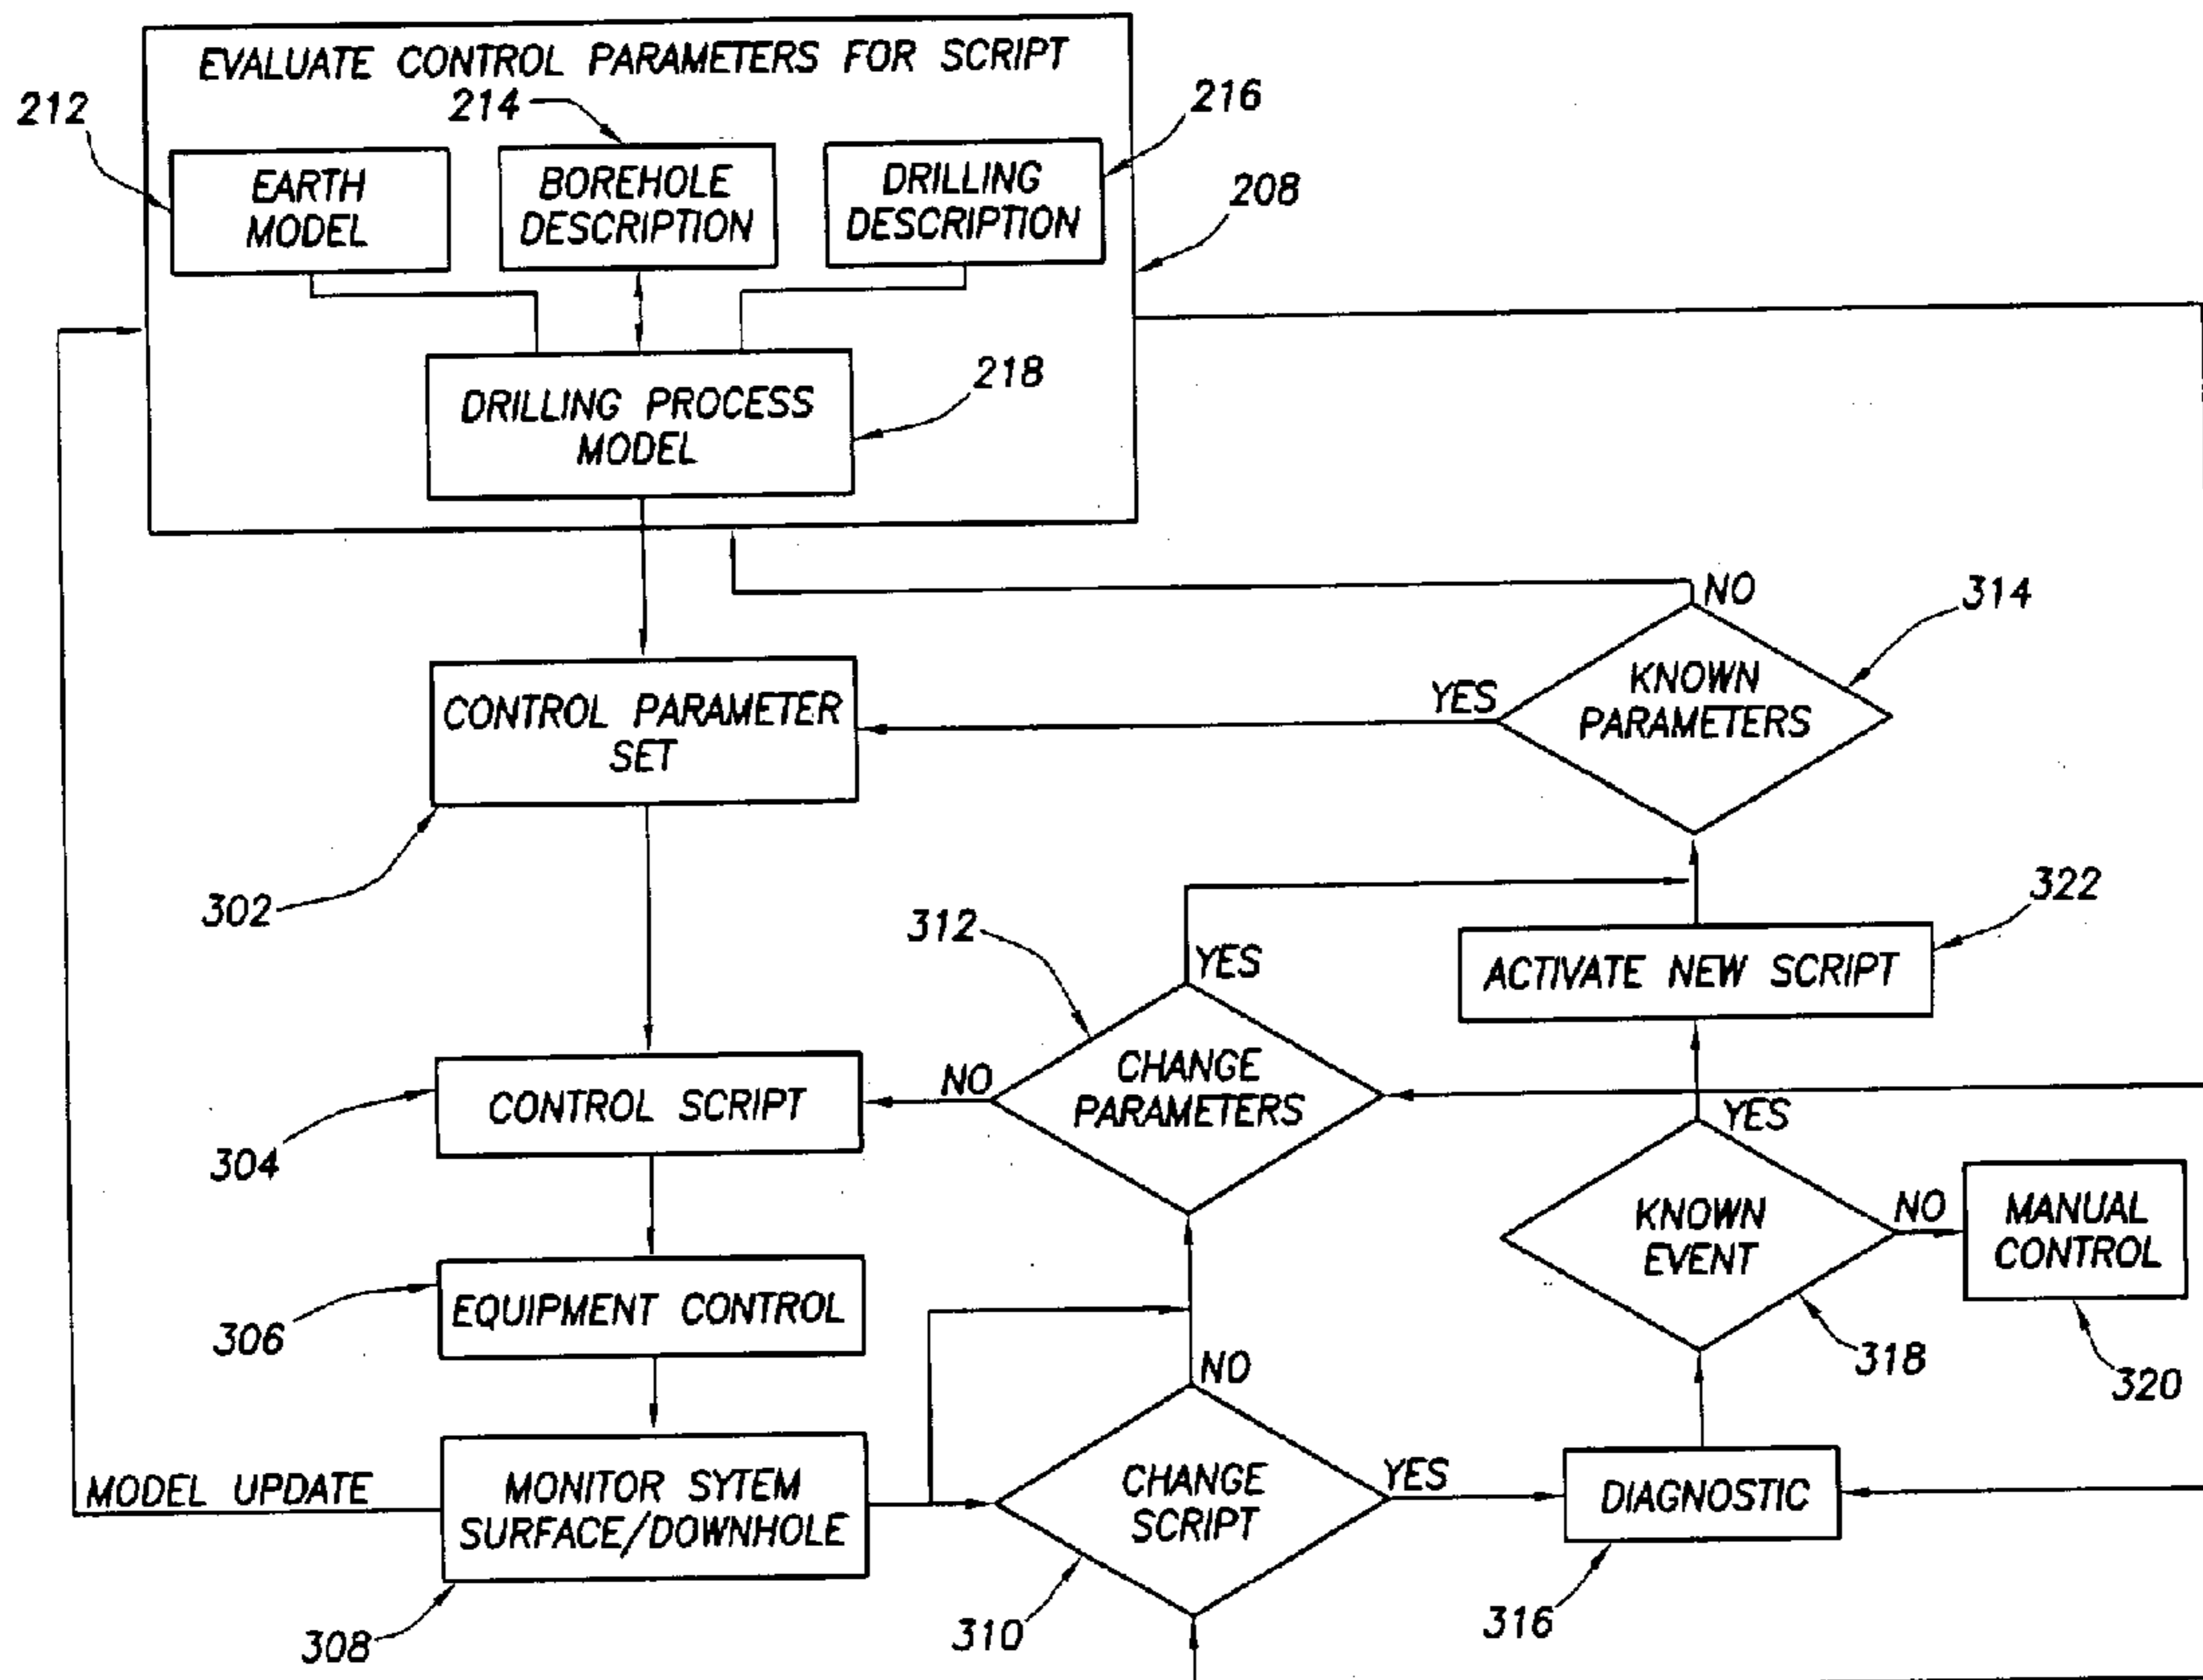 EVALUATE CONTROL PARAMETERS FOR SCRIPT
212
214
216
EARTH
MODEL
BOREHOLE
DESCRIPTION
DRILLING
DESCRIPTION
208
DRILLING PROCESS
MODEL
218
NO
314
KNOWN
PARAMETERS
YES
CONTROL PARAMETER
SET
302
312
322
YES
ACTIVATE NEW SCRIPT
CHANGE
PARAMETERS
NO
CONTROL SCRIPT
304
YES
KNOWN
EVENT
NO
MANUAL
CONTROL
EQUIPMENT CONTROL
306
318
320
NO
MODEL UPDATE
MONITOR SYTEM
SURFACE/DOWNHOLE
CHANGE
SCRIPT
YES
DIAGNOSTIC
308
310
316